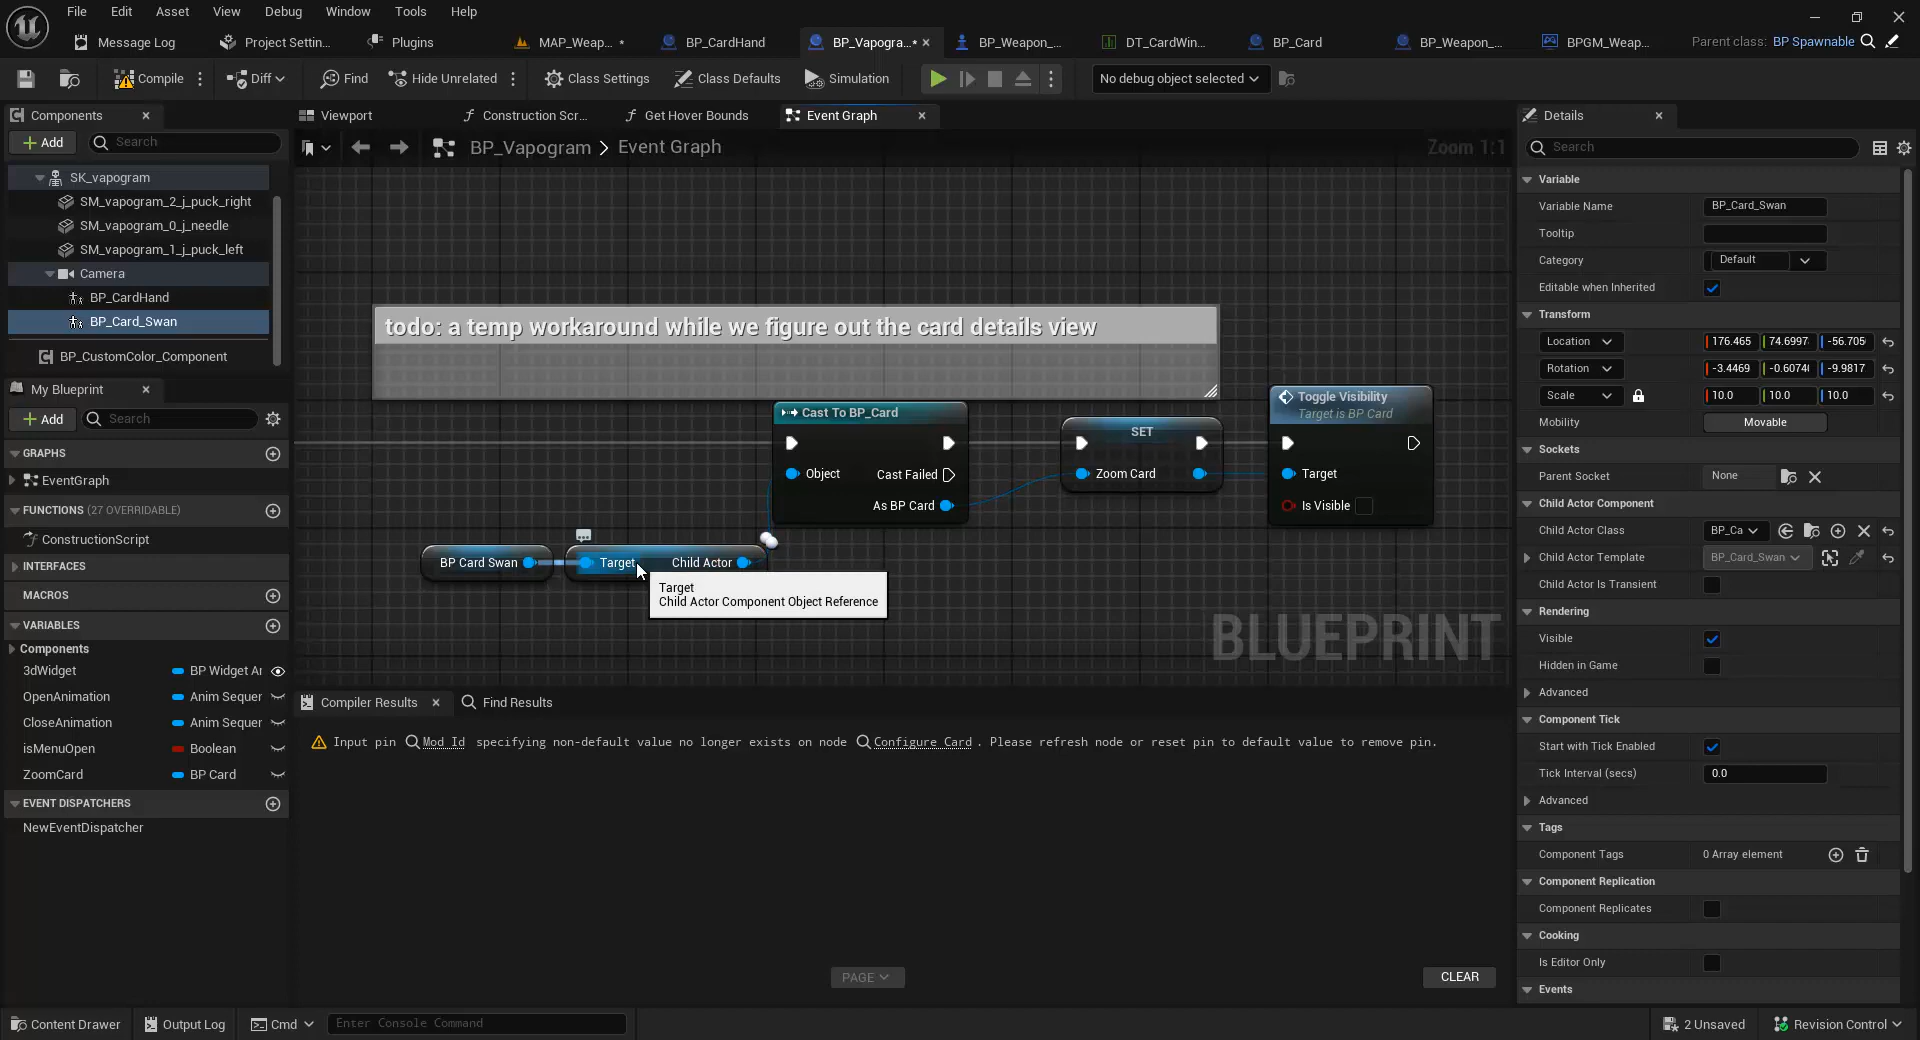 File Edit Asset View Debug Window Tools Help
Message Log Project Settin... Plugins MAP_Weap... * BP_CardHand BP_Vapogra...* BP_Weapon_... DT_CardWin... BP_Card BP_Weapon_... BPGM_Weap... Parent class: BP Spawnable
Compile Diff Find Hide Unrelated Class Settings Class Defaults Simulation No debug object selected
Components Viewport Construction Scr... Get Hover Bounds Event Graph Details
Add Search BP_Vapogram > Event Graph Zoom 1:1 Search
SK_vapogram
SM_vapogram_2_j_puck_right
SM_vapogram_0_j_needle
SM_vapogram_1_j_puck_left
Camera
BP_CardHand
BP_Card_Swan
BP_CustomColor_Component
My Blueprint
Add Search
GRAPHS
EventGraph
FUNCTIONS (27 OVERRIDABLE)
ConstructionScript
INTERFACES
MACROS
VARIABLES
Components
3dWidget BP Widget Ar
OpenAnimation Anim Sequer
CloseAnimation Anim Sequer
isMenuOpen Boolean
ZoomCard BP Card
EVENT DISPATCHERS
NewEventDispatcher
todo: a temp workaround while we figure out the card details view
Cast To BP_Card
Object Cast Failed
As BP Card
SET
Zoom Card
Toggle Visibility
Target is BP Card
Target
Is Visible
BP Card Swan Target Child Actor
Target
Child Actor Component Object Reference
BLUEPRINT
Compiler Results Find Results
Input pin Mod Id specifying non-default value no longer exists on node Configure Card . Please refresh node or reset pin to default value to remove pin.
PAGE CLEAR
Variable
Variable Name BP_Card_Swan
Tooltip
Category Default
Editable when Inherited
Transform
Location 176.465 74.6997 -56.705
Rotation -3.4469 -0.6074 -9.9817
Scale 10.0 10.0 10.0
Mobility Movable
Sockets
Parent Socket None
Child Actor Component
Child Actor Class BP_Ca
Child Actor Template BP_Card_Swan
Child Actor Is Transient
Rendering
Visible
Hidden in Game
Advanced
Component Tick
Start with Tick Enabled
Tick Interval (secs) 0.0
Advanced
Tags
Component Tags 0 Array element
Component Replication
Component Replicates
Cooking
Is Editor Only
Events
Content Drawer Output Log Cmd Enter Console Command 2 Unsaved Revision Control